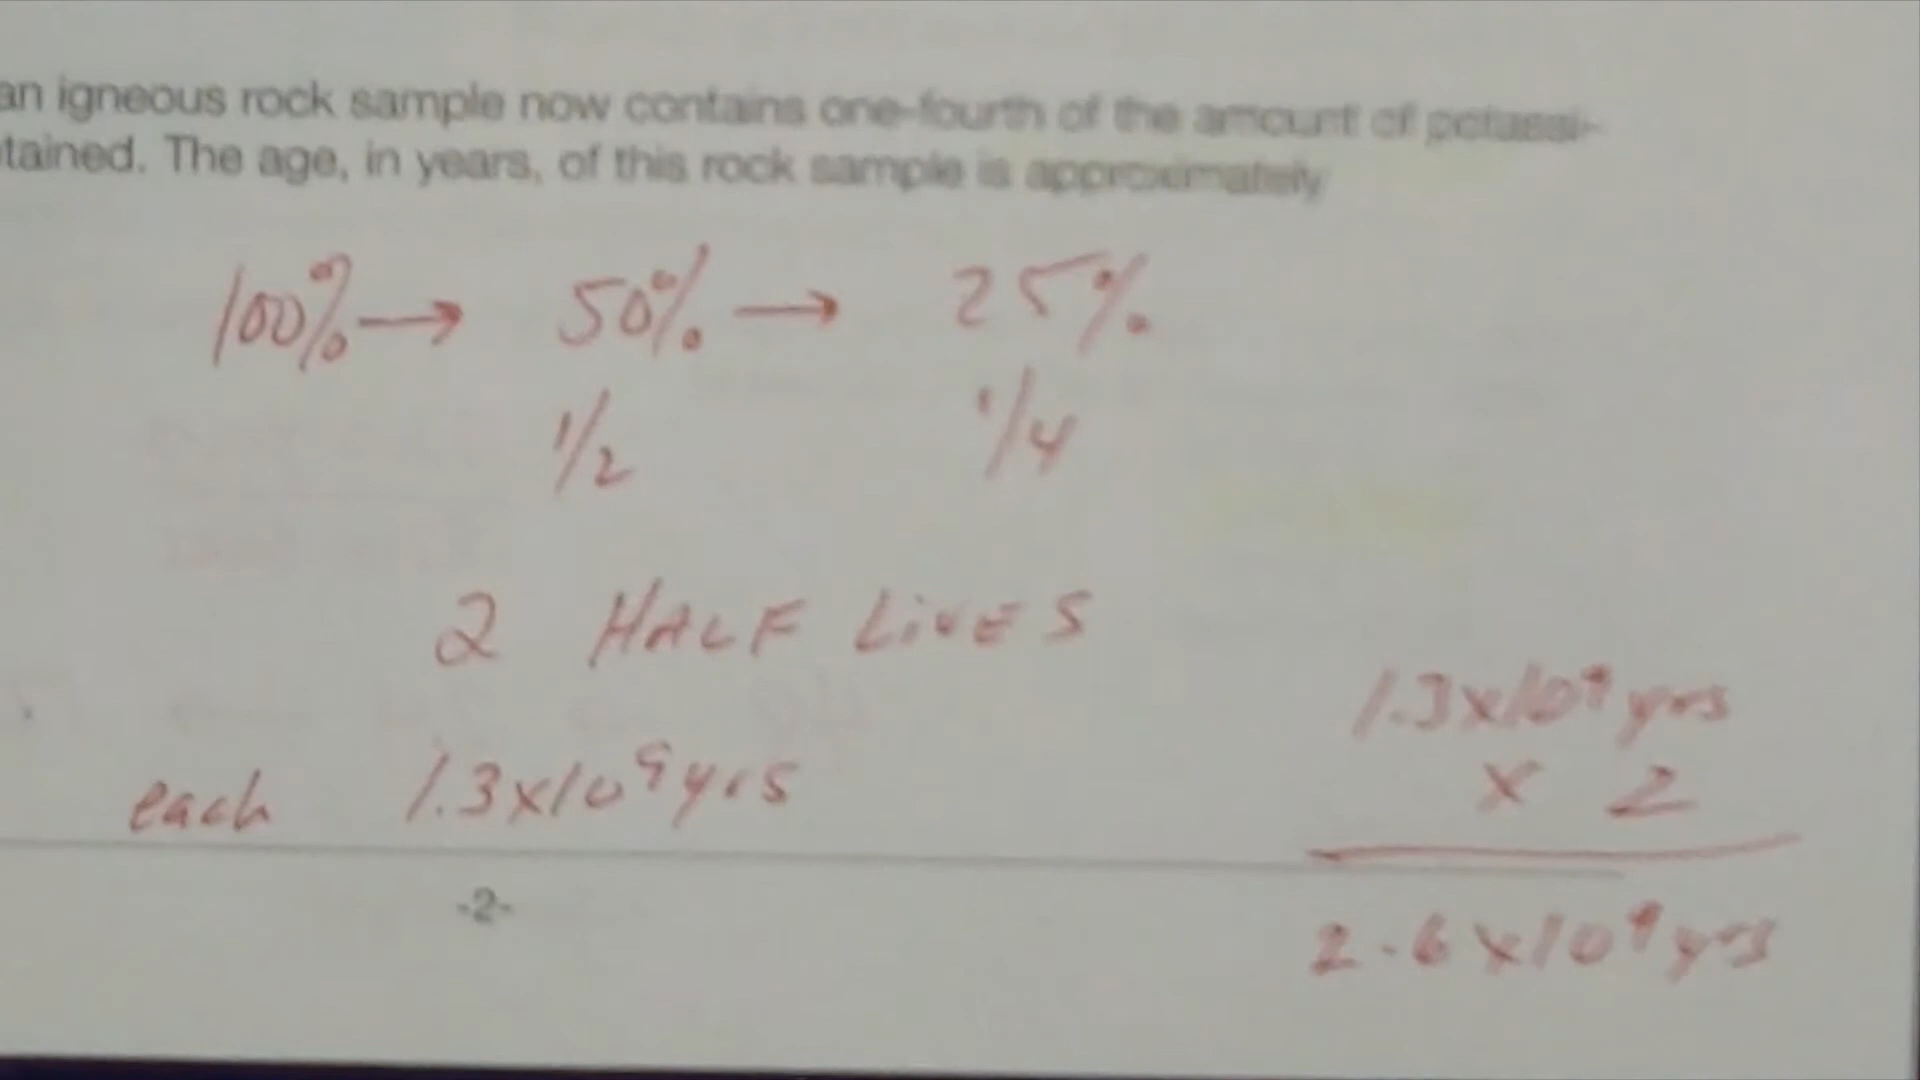 an igneous rock sample now contains one-fourth of the amount of potassi-
tained. The age, in years, of this rock sample is approximately
100% → 50% → 25%
1/2 1/4
2 HALF LiVES
each 1.3x10⁹ yrs
1.3x10⁹ yrs
x 2
2.6x10⁹ yrs
-2-